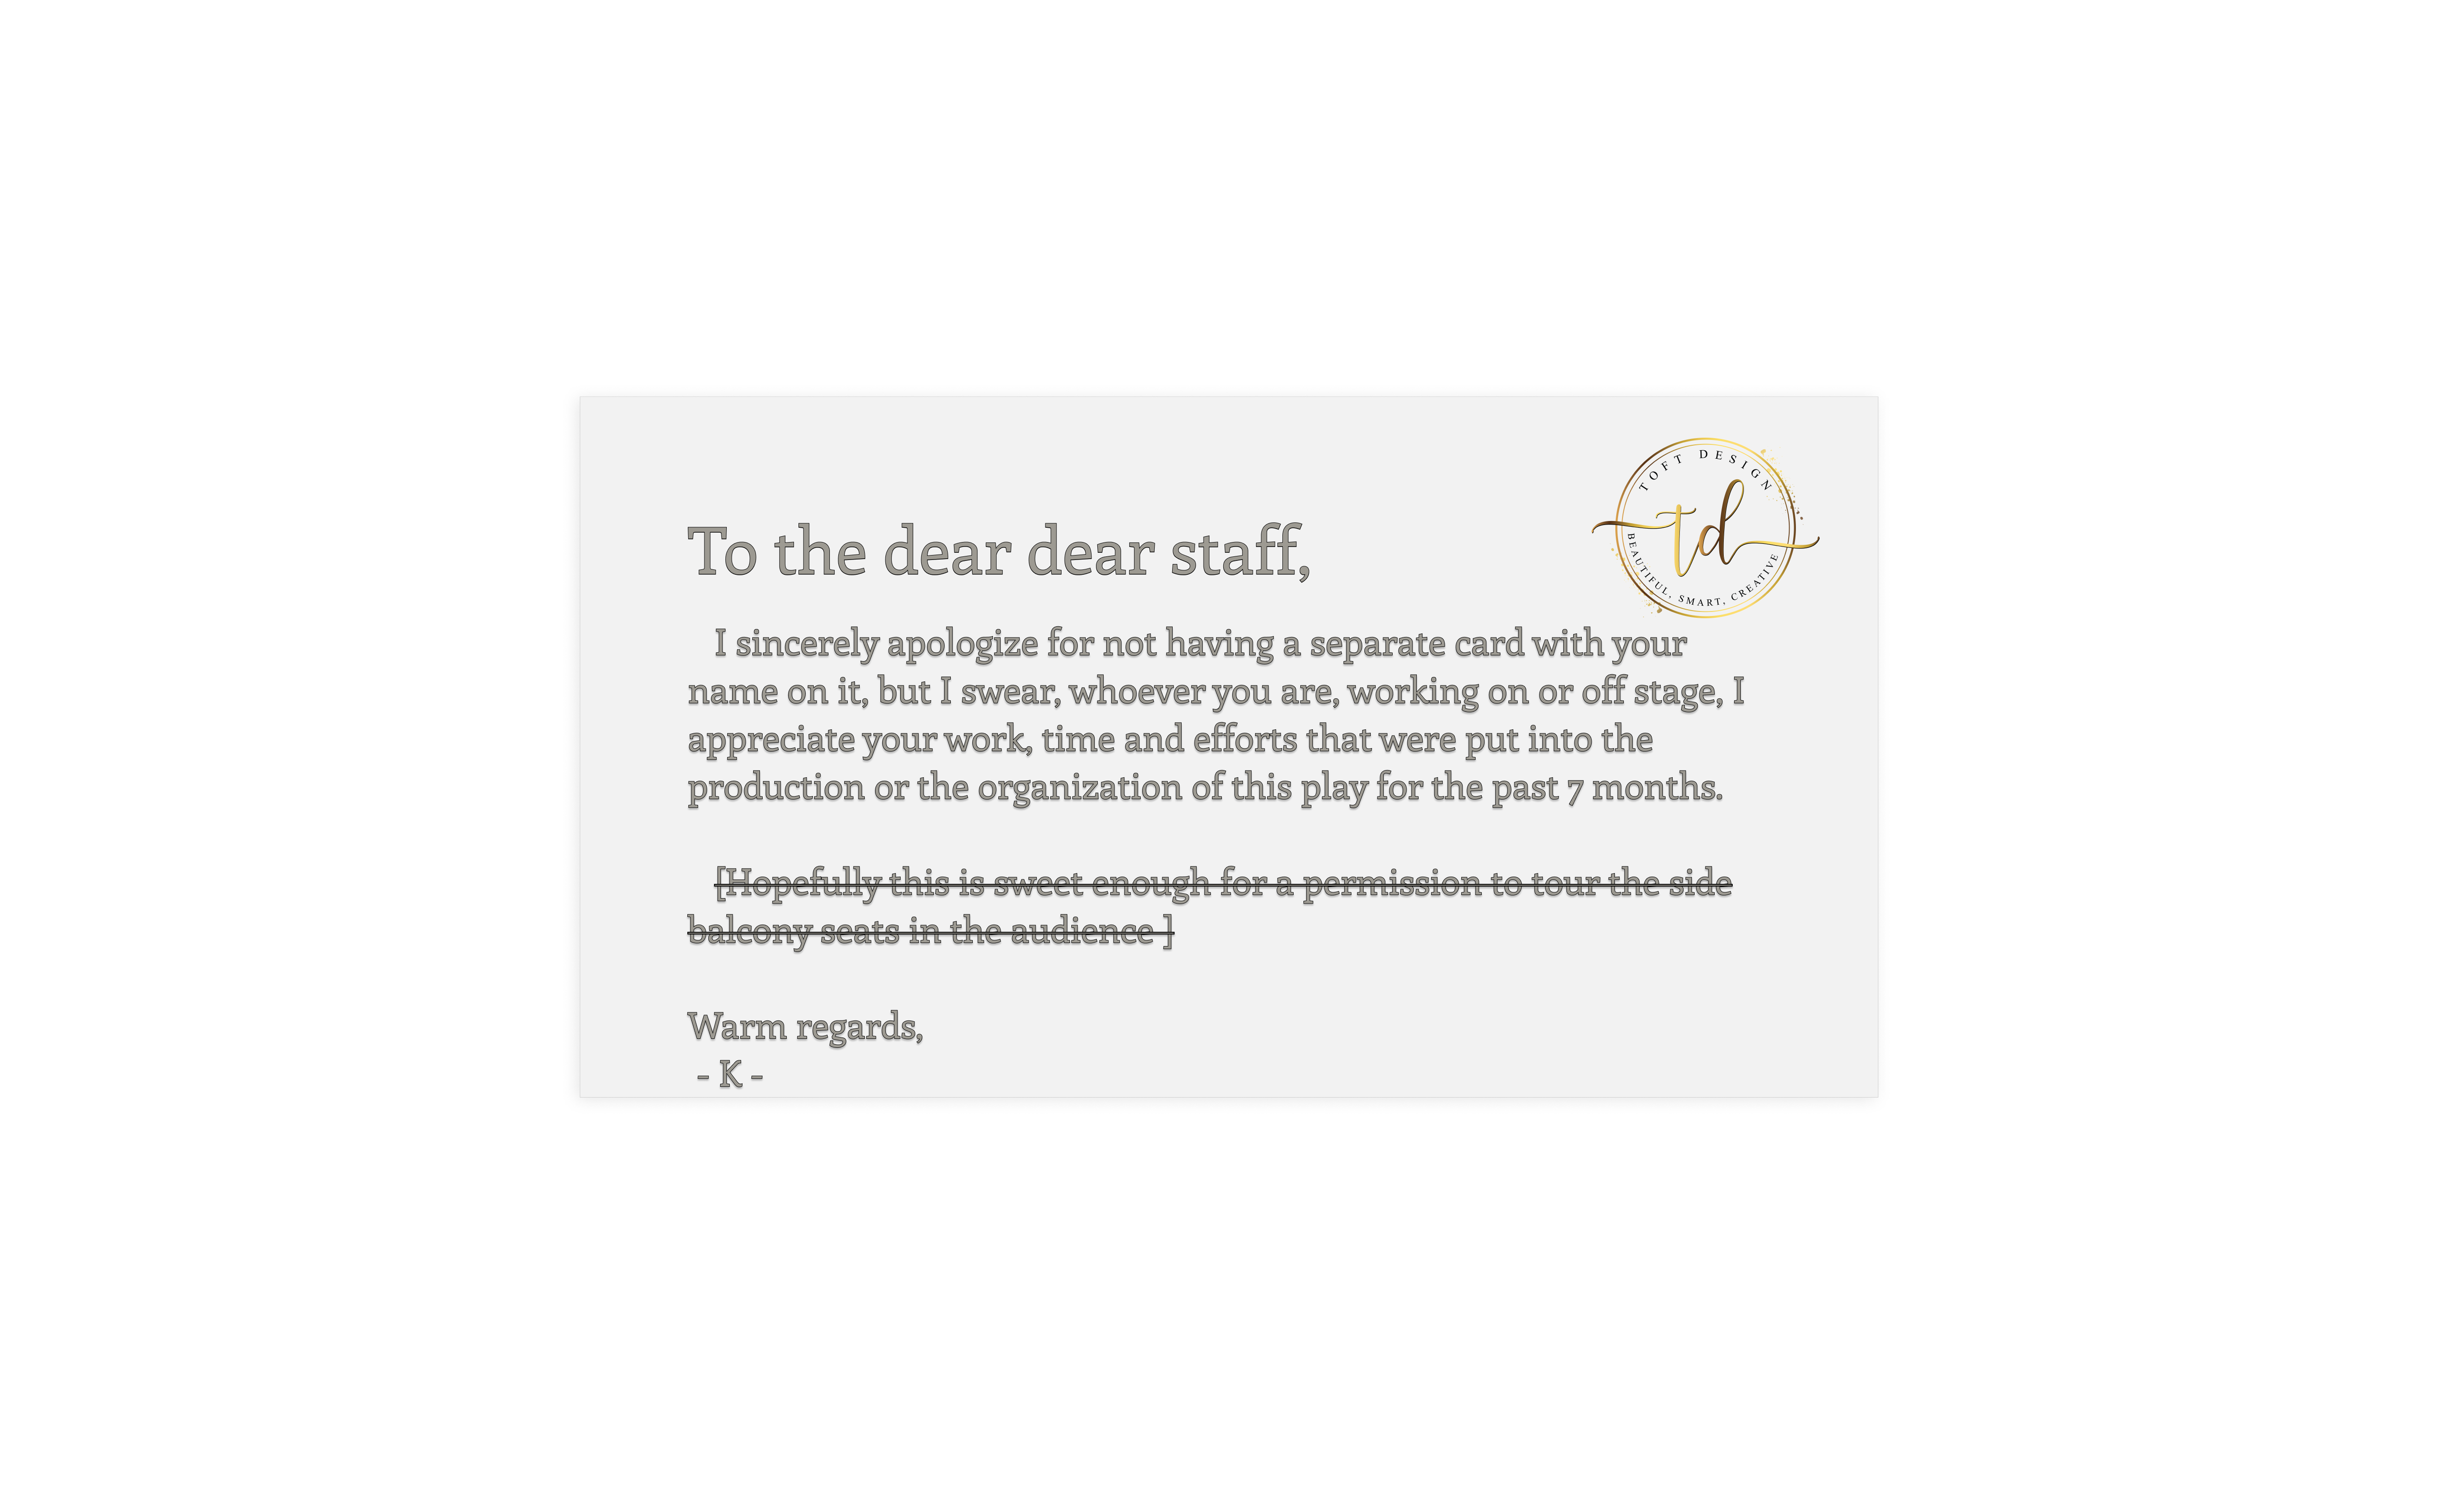 TOFT DESIGN
td
BEAUTIFUL, SMART, CREATIVE
To the dear dear staff,
I sincerely apologize for not having a separate card with your
name on it, but I swear, whoever you are, working on or off stage, I
appreciate your work, time and efforts that were put into the
production or the organization of this play for the past 7 months.
[Hopefully this is sweet enough for a permission to tour the side
balcony seats in the audience ]
Warm regards,
- K -